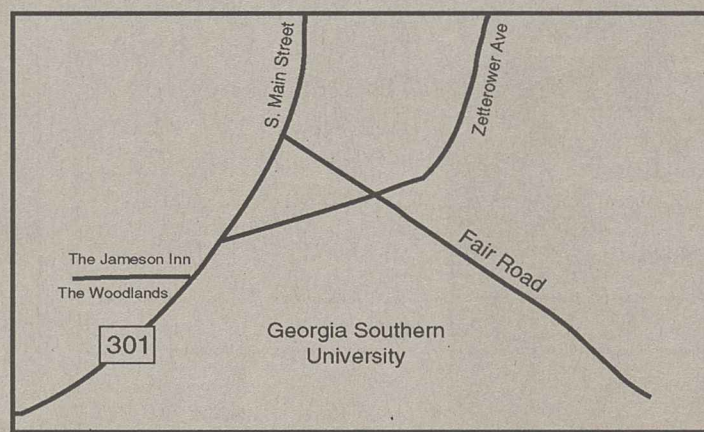 S. Main Street
Zetterower Ave
Fair Road
The Jameson Inn
The Woodlands
301
Georgia Southern
University